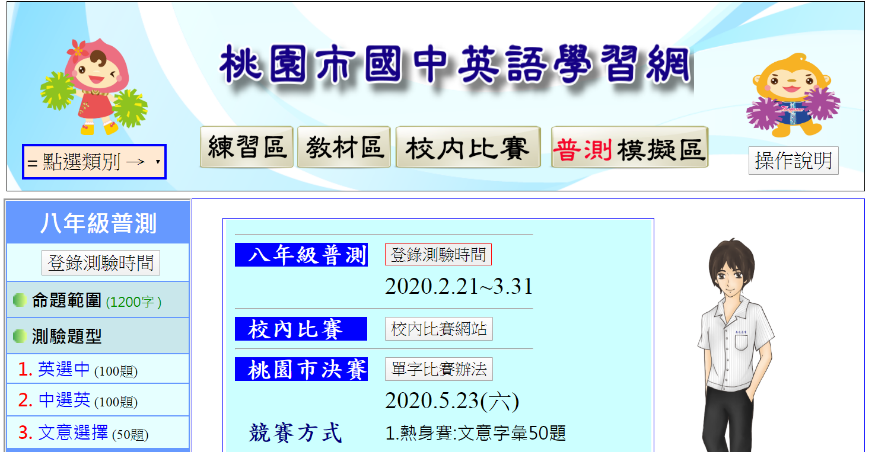 桃園市國中英語學習網
練習區 教材區 校內比賽 普測模擬區
= 點選類別 →
操作說明
八年級普測
登錄測驗時間
命題範圍 (1200字)
測驗題型
1. 英選中 (100題)
2. 中選英 (100題)
3. 文意選擇 (50題)
八年級普測 登錄測驗時間
2020.2.21~3.31
校內比賽 校內比賽網站
桃園市決賽 單字比賽辦法
2020.5.23(六)
競賽方式 1.熱身賽:文意字彙50題